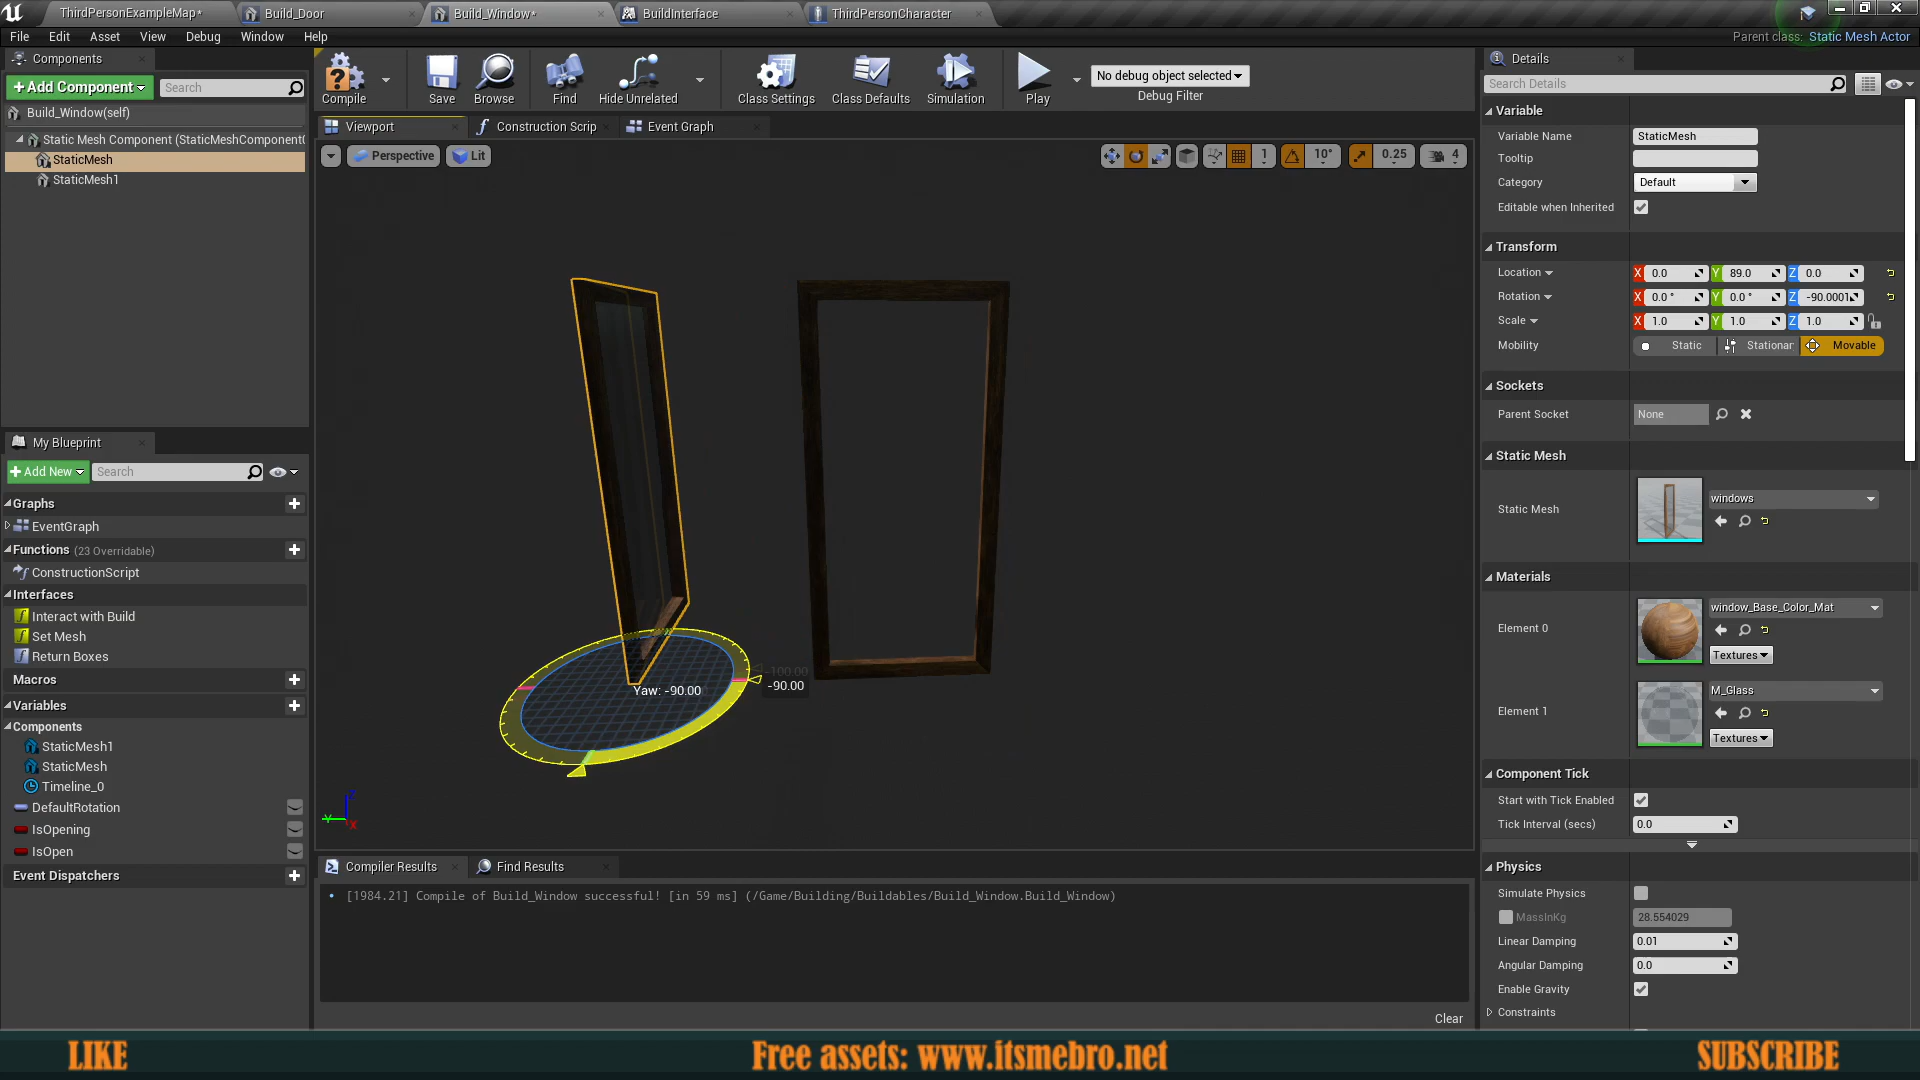 ThirdPersonExampleMap*
Build_Door
Build_Window*
BuildInterface
ThirdPersonCharacter
File Edit Asset View Debug Window Help
Parent class: Static Mesh Actor
Components
+Add Component
Search
Build_Window(self)
Static Mesh Component (StaticMeshComponent
StaticMesh
StaticMesh1
My Blueprint
+Add New
Search
Graphs
EventGraph
Functions (23 Overridable)
ConstructionScript
Interfaces
Interact with Build
Set Mesh
Return Boxes
Macros
Variables
Components
StaticMesh1
StaticMesh
Timeline_0
DefaultRotation
IsOpening
IsOpen
Event Dispatchers
Compile
Save
Browse
Find
Hide Unrelated
Class Settings
Class Defaults
Simulation
Play
No debug object selected
Debug Filter
Viewport
Construction Scrip
Event Graph
Perspective
Lit
1
10°
0.25
4
-100.00
-90.00
Yaw: -90.00
Z
Y
X
Compiler Results
Find Results
[1984.21] Compile of Build_Window successful! [in 59 ms] (/Game/Building/Buildables/Build_Window.Build_Window)
Clear
Details
Search Details
Variable
Variable Name StaticMesh
Tooltip
Category Default
Editable when Inherited
Transform
Location X 0.0 Y 89.0 Z 0.0
Rotation X 0.0 ° Y 0.0 ° Z -90.0001
Scale X 1.0 Y 1.0 Z 1.0
Mobility Static Stationar Movable
Sockets
Parent Socket None
Static Mesh
Static Mesh windows
Materials
Element 0 window_Base_Color_Mat
Textures
Element 1 M_Glass
Textures
Component Tick
Start with Tick Enabled
Tick Interval (secs) 0.0
Physics
Simulate Physics
MassInKg 28.554029
Linear Damping 0.01
Angular Damping 0.0
Enable Gravity
Constraints
LIKE
Free assets: www.itsmebro.net
SUBSCRIBE